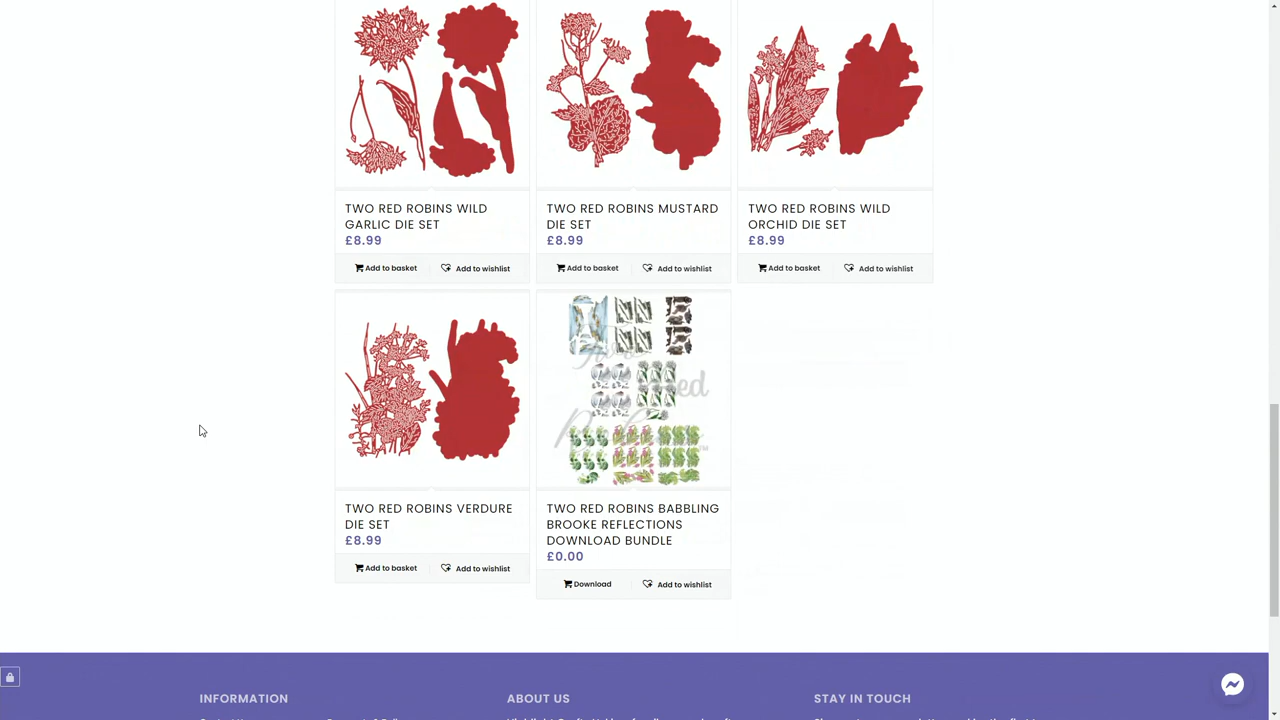 TWO RED ROBINS WILD
GARLIC DIE SET
£8.99
Add to basket
Add to wishlist
TWO RED ROBINS MUSTARD
DIE SET
£8.99
Add to basket
Add to wishlist
TWO RED ROBINS WILD
ORCHID DIE SET
£8.99
Add to basket
Add to wishlist
TWO RED ROBINS VERDURE
DIE SET
£8.99
Add to basket
Add to wishlist
Two
Red
TWO RED ROBINS BABBLING
BROOKE REFLECTIONS
DOWNLOAD BUNDLE
£0.00
Download
Add to wishlist
INFORMATION
ABOUT US
STAY IN TOUCH